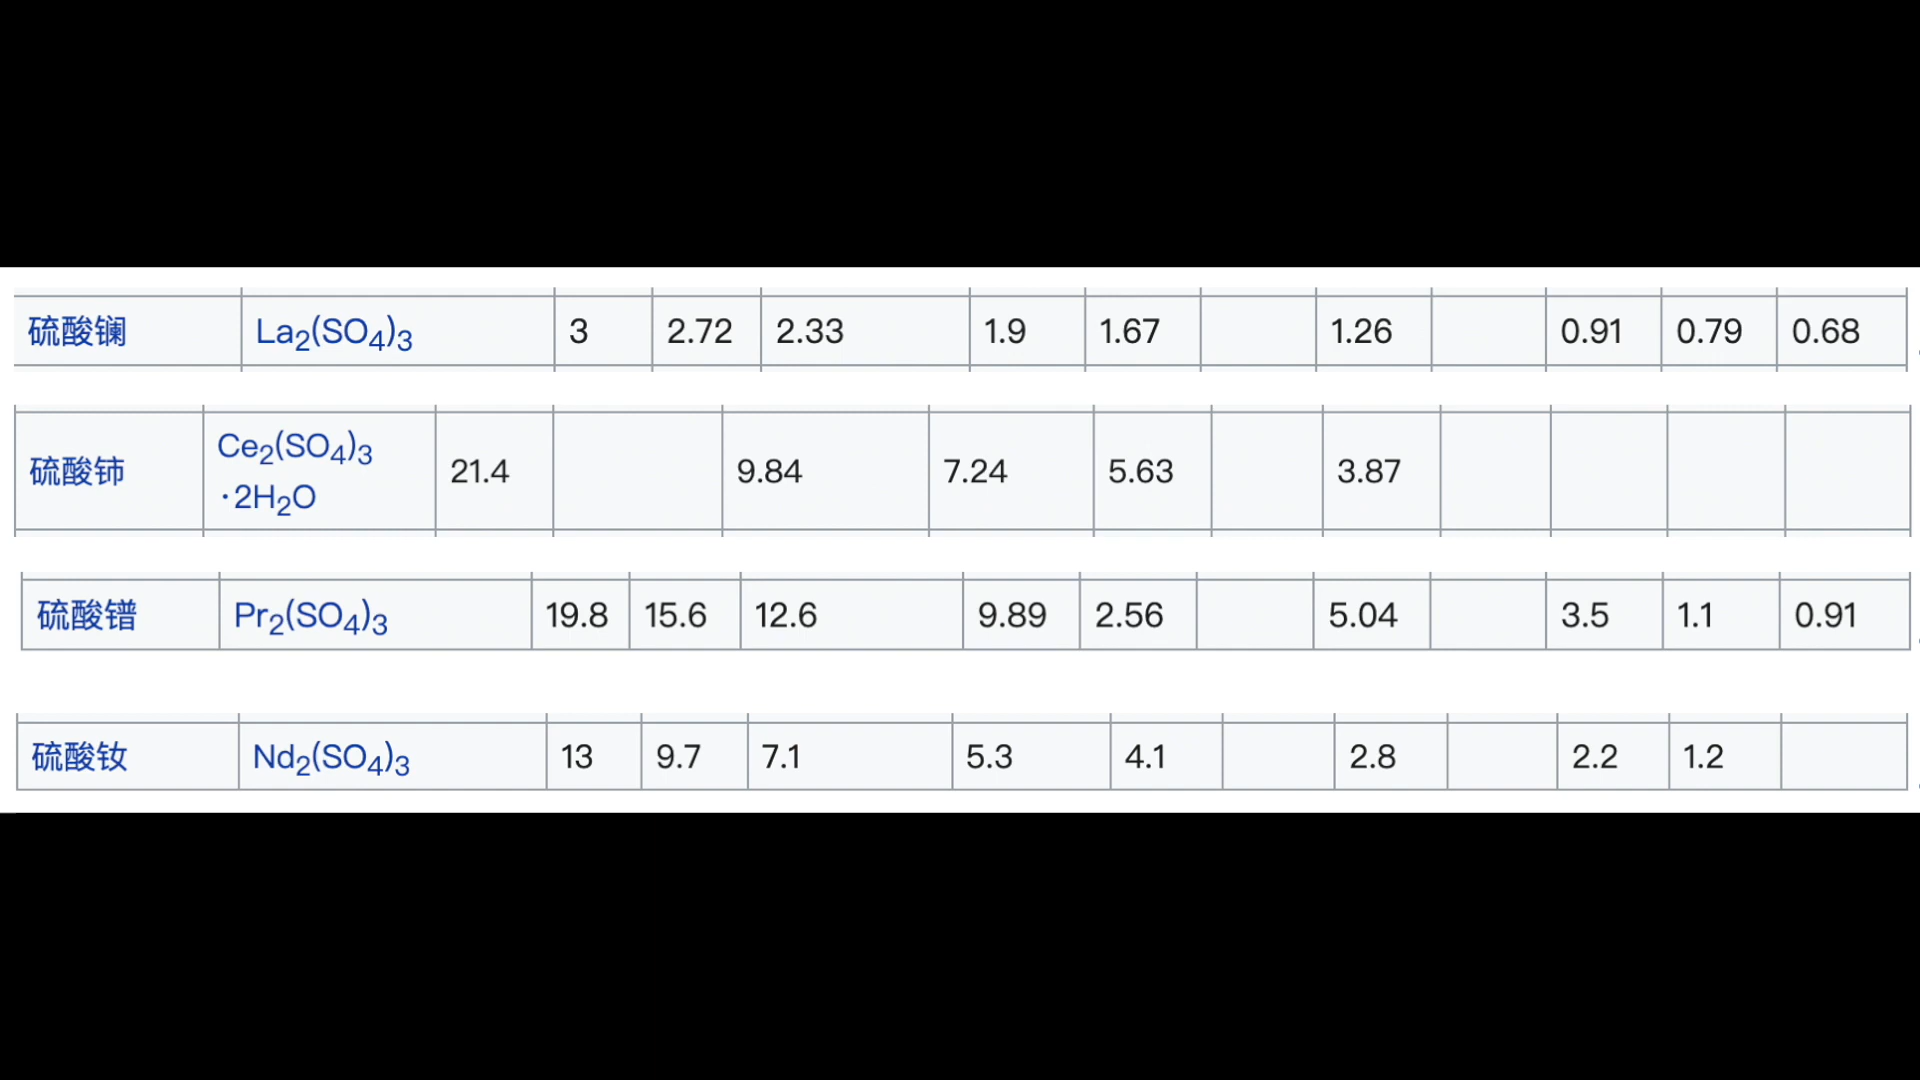 硫酸镧 La₂(SO₄)₃ 3 2.72 2.33 1.9 1.67 1.26 0.91 0.79 0.68
硫酸铈 Ce₂(SO₄)₃ 21.4 9.84 7.24 5.63 3.87
·2H₂O
硫酸镨 Pr₂(SO₄)₃ 19.8 15.6 12.6 9.89 2.56 5.04 3.5 1.1 0.91
硫酸钕 Nd₂(SO₄)₃ 13 9.7 7.1 5.3 4.1 2.8 2.2 1.2